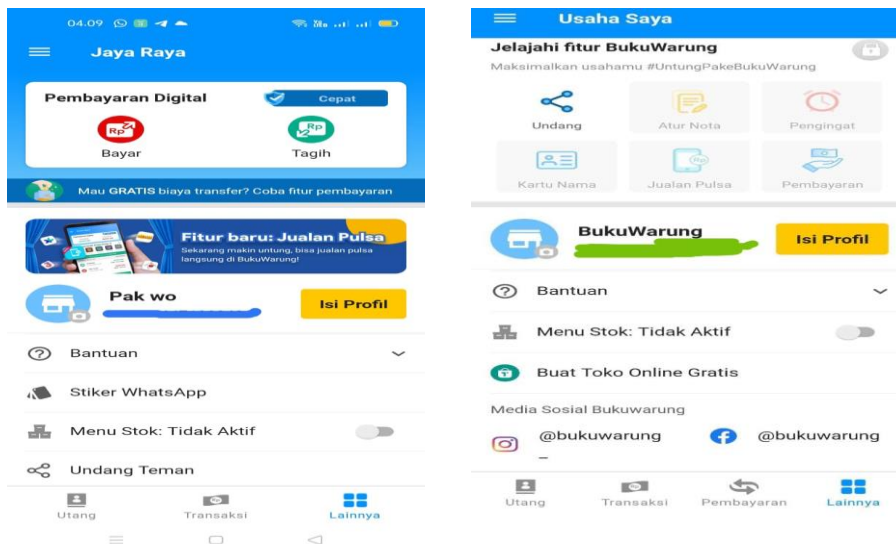 04.09
Jaya Raya
Pembayaran Digital
Cepat
Rp
Rp
Bayar
Tagih
Mau GRATIS biaya transfer? Coba fitur pembayaran
Fitur baru: Jualan Pulsa
Sekarang makin untung, bisa jualan pulsa
langsung di BukuWarung!
Pak wo
Isi Profil
Bantuan
Stiker WhatsApp
Menu Stok: Tidak Aktif
Undang Teman
Utang
Transaksi
Lainnya
Usaha Saya
Jelajahi fitur BukuWarung
Maksimalkan usahamu #UntungPakeBukuWarung
Undang
Atur Nota
Pengingat
Kartu Nama
Jualan Pulsa
Pembayaran
BukuWarung
Isi Profil
Bantuan
Menu Stok: Tidak Aktif
Buat Toko Online Gratis
Media Sosial Bukuwarung
@bukuwarung
_
@bukuwarung
Utang
Transaksi
Pembayaran
Lainnya